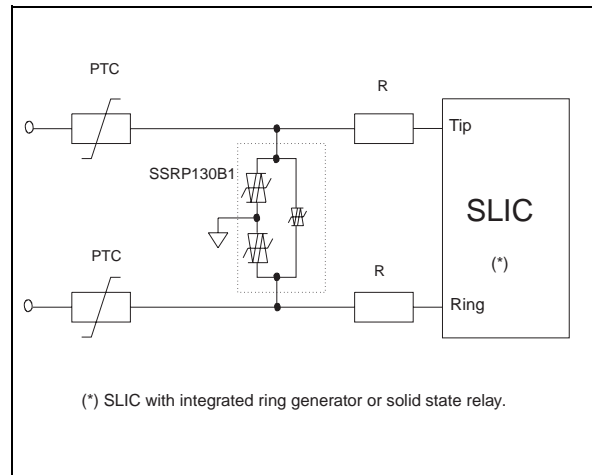 PTC
R
Tip
SSRP130B1
SLIC
(*)
PTC
R
Ring
(*) SLIC with integrated ring generator or solid state relay.